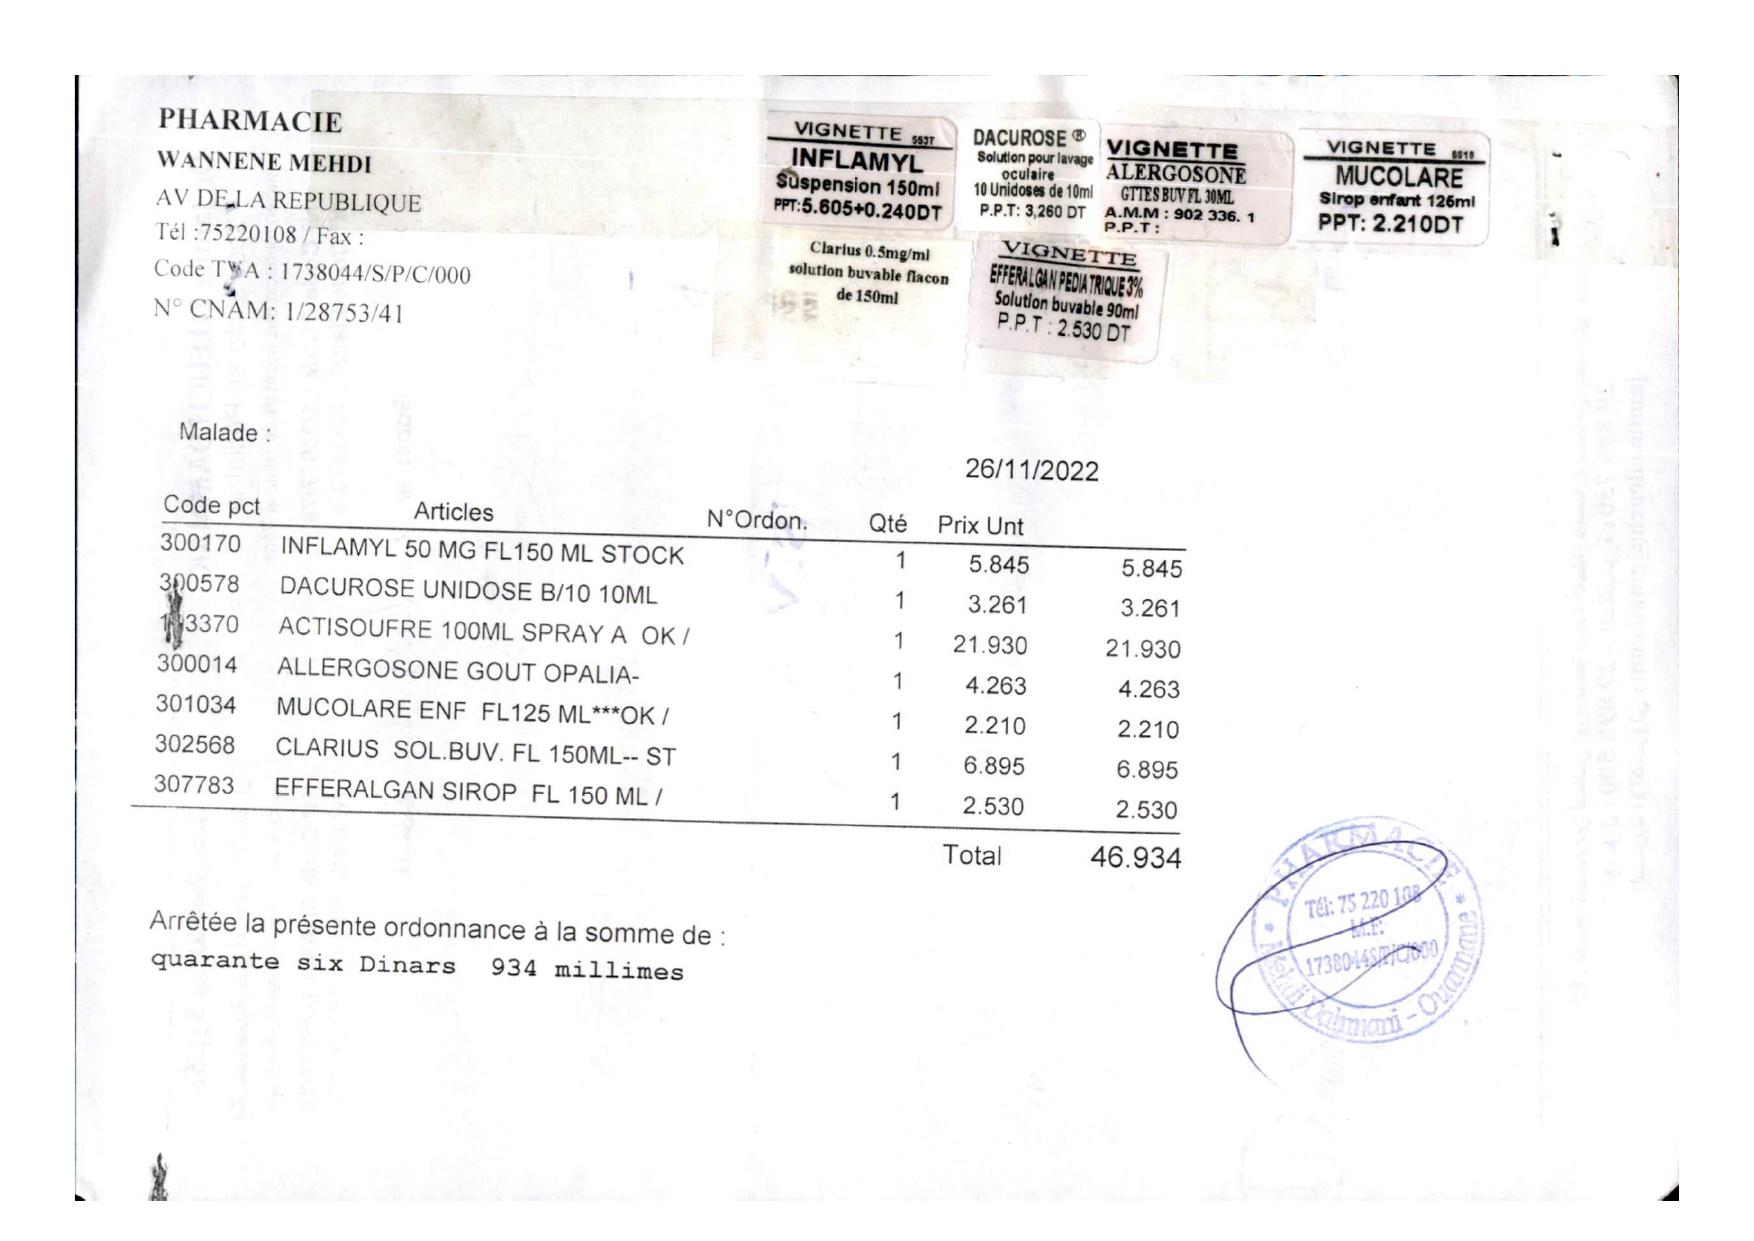 PHARMACIE
WANNENE MEHDI
AV DE LA REPUBLIQUE
Tél :75220108 / Fax :
Code TVA : 1738044/S/P/C/000
N° CNAM: 1/28753/41
VIGNETTE 5537
INFLAMYL
Suspension 150ml
PPT:5.605+0.240DT
DACUROSE ®
Solution pour lavage
oculaire
10 Unidoses de 10ml
P.P.T: 3,260 DT
VIGNETTE
ALERGOSONE
GTTES BUV FL 30ML
A.M.M : 902 336. 1
P.P.T :
VIGNETTE 5518
MUCOLARE
Sirop enfant 125ml
PPT: 2.210DT
Clarius 0.5mg/ml
solution buvable flacon
de 150ml
VIGNETTE
EFFERALGAN PEDIATRIQUE 3%
Solution buvable 90ml
P.P.T : 2.530 DT
Malade :
26/11/2022
Code pct Articles N°Ordon. Qté Prix Unt
300170 INFLAMYL 50 MG FL150 ML STOCK 1 5.845 5.845
300578 DACUROSE UNIDOSE B/10 10ML 1 3.261 3.261
3370 ACTISOUFRE 100ML SPRAY A OK / 1 21.930 21.930
300014 ALLERGOSONE GOUT OPALIA- 1 4.263 4.263
301034 MUCOLARE ENF FL125 ML***OK / 1 2.210 2.210
302568 CLARIUS SOL.BUV. FL 150ML-- ST 1 6.895 6.895
307783 EFFERALGAN SIROP FL 150 ML / 1 2.530 2.530
Total 46.934
Arrêtée la présente ordonnance à la somme de :
quarante six Dinars 934 millimes
PHARMACIE
Tél: 75 220 108
M.F:
1738044S/P/C/000
Mehdi Dahmani - Ouannane